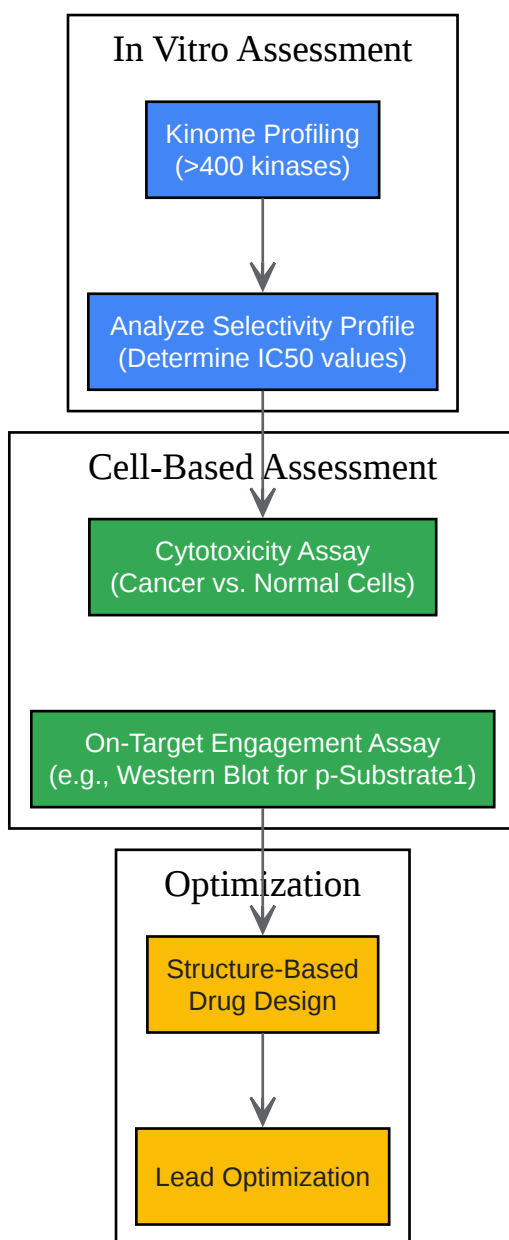 In Vitro Assessment
Kinome Profiling
(>400 kinases)
Analyze Selectivity Profile
(Determine IC50 values)
Cell-Based Assessment
Cytotoxicity Assay
(Cancer vs. Normal Cells)
On-Target Engagement Assay
(e.g., Western Blot for p-Substrate1)
Optimization
Structure-Based
Drug Design
Lead Optimization